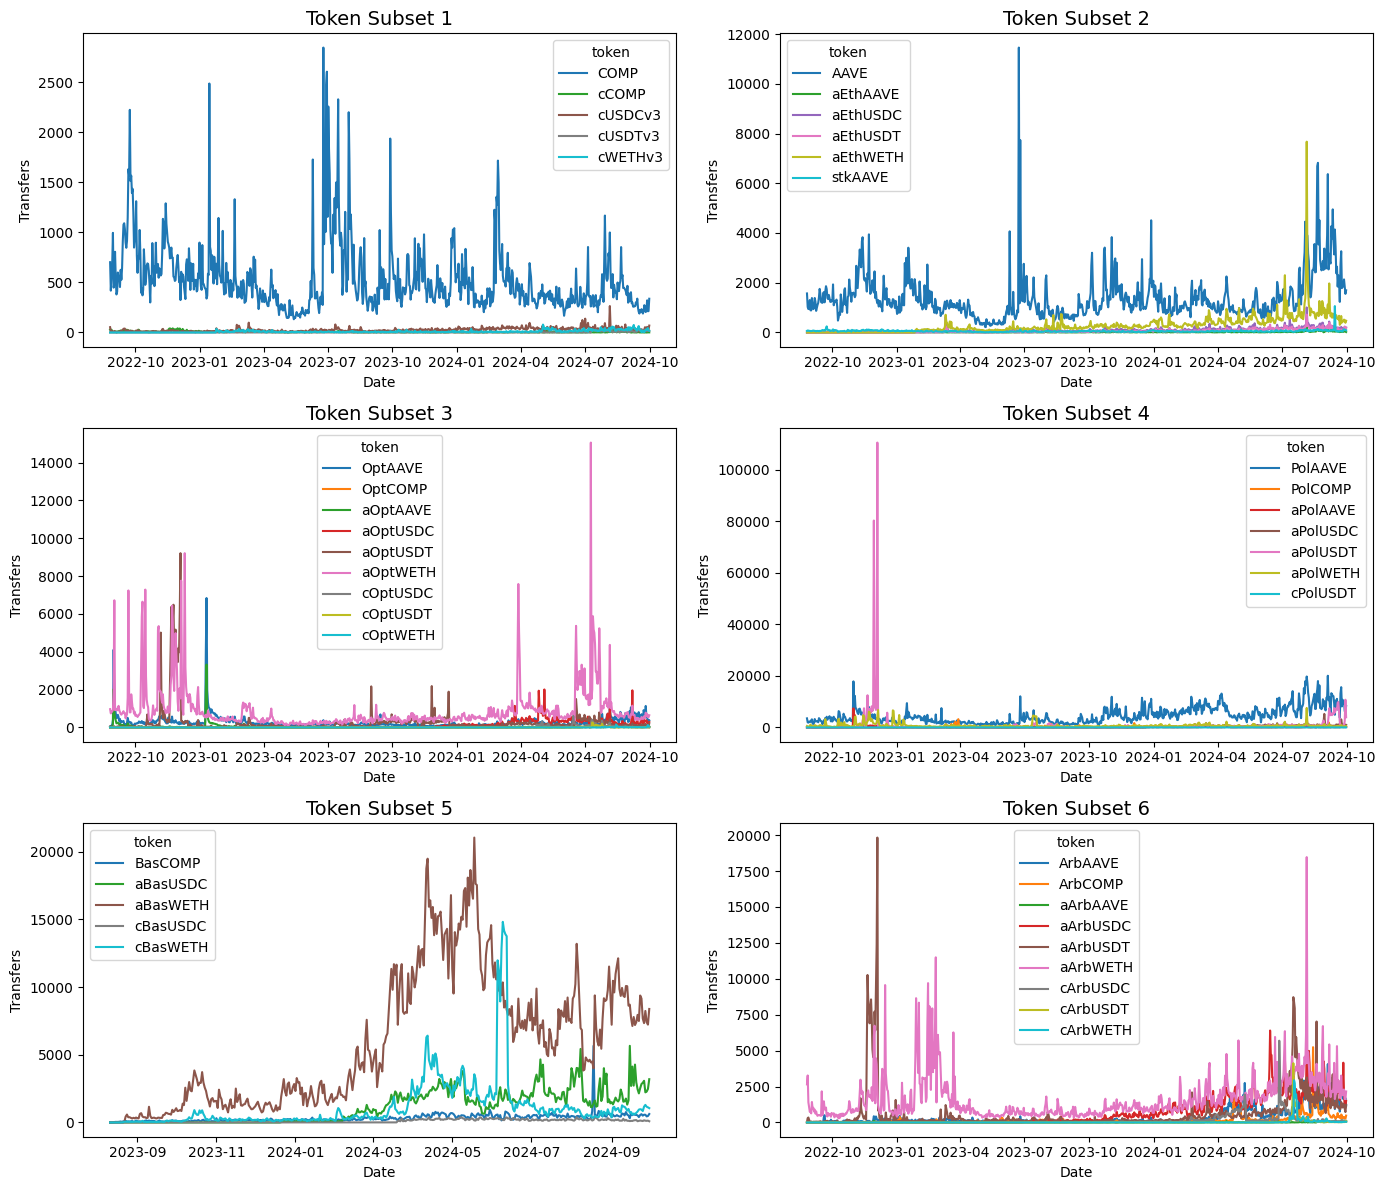 Token Subset 1
Transfers
2500
2000
1500
1000
500
0
token
COMP
cCOMP
cUSDCv3
cUSDTv3
cWETHv3
2022-10 2023-01 2023-04 2023-07 2023-10 2024-01 2024-04 2024-07 2024-10
Date
Token Subset 2
Transfers
12000
10000
8000
6000
4000
2000
0
token
AAVE
aEthAAVE
aEthUSDC
aEthUSDT
aEthWETH
stkAAVE
2022-10 2023-01 2023-04 2023-07 2023-10 2024-01 2024-04 2024-07 2024-10
Date
Token Subset 3
Transfers
14000
12000
10000
8000
6000
4000
2000
0
token
OptAAVE
OptCOMP
aOptAAVE
aOptUSDC
aOptUSDT
aOptWETH
cOptUSDC
cOptUSDT
cOptWETH
2022-10 2023-01 2023-04 2023-07 2023-10 2024-01 2024-04 2024-07 2024-10
Date
Token Subset 4
Transfers
100000
80000
60000
40000
20000
0
token
PolAAVE
PolCOMP
aPolAAVE
aPolUSDC
aPolUSDT
aPolWETH
cPolUSDT
2022-10 2023-01 2023-04 2023-07 2023-10 2024-01 2024-04 2024-07 2024-10
Date
Token Subset 5
Transfers
20000
15000
10000
5000
0
token
BasCOMP
aBasUSDC
aBasWETH
cBasUSDC
cBasWETH
2023-09 2023-11 2024-01 2024-03 2024-05 2024-07 2024-09
Date
Token Subset 6
Transfers
20000
17500
15000
12500
10000
7500
5000
2500
0
token
ArbAAVE
ArbCOMP
aArbAAVE
aArbUSDC
aArbUSDT
aArbWETH
cArbUSDC
cArbUSDT
cArbWETH
2022-10 2023-01 2023-04 2023-07 2023-10 2024-01 2024-04 2024-07 2024-10
Date